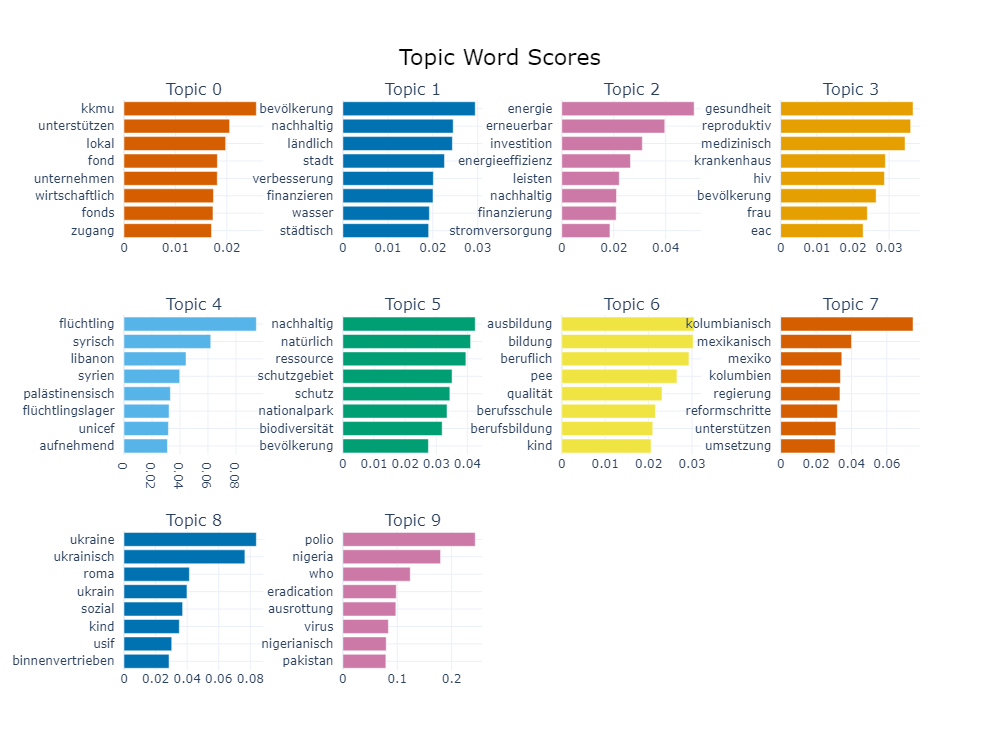 Topic Word Scores
Topic 0
kkmu
unterstützen
lokal
fond
unternehmen
wirtschaftlich
fonds
zugang
0 0.01 0.02
Topic 1
bevölkerung
nachhaltig
ländlich
stadt
verbesserung
finanzieren
wasser
städtisch
0 0.01 0.02 0.03
Topic 2
energie
erneuerbar
investition
energieeffizienz
leisten
nachhaltig
finanzierung
stromversorgung
0 0.02 0.04
Topic 3
gesundheit
reproduktiv
medizinisch
krankenhaus
hiv
bevölkerung
frau
eac
0 0.01 0.02 0.03
Topic 4
flüchtling
syrisch
libanon
syrien
palästinensisch
flüchtlingslager
unicef
aufnehmend
0 0.02 0.04 0.06 0.08
Topic 5
nachhaltig
natürlich
ressource
schutzgebiet
schutz
nationalpark
biodiversität
bevölkerung
0 0.01 0.02 0.03 0.04
Topic 6
ausbildung
bildung
beruflich
pee
qualität
berufsschule
berufsbildung
kind
0 0.01 0.02 0.03
Topic 7
kolumbianisch
mexikanisch
mexiko
kolumbien
regierung
reformschritte
unterstützen
umsetzung
0 0.02 0.04 0.06
Topic 8
ukraine
ukrainisch
roma
ukrain
sozial
kind
usif
binnenvertrieben
0 0.02 0.04 0.06 0.08
Topic 9
polio
nigeria
who
eradication
ausrottung
virus
nigerianisch
pakistan
0 0.1 0.2